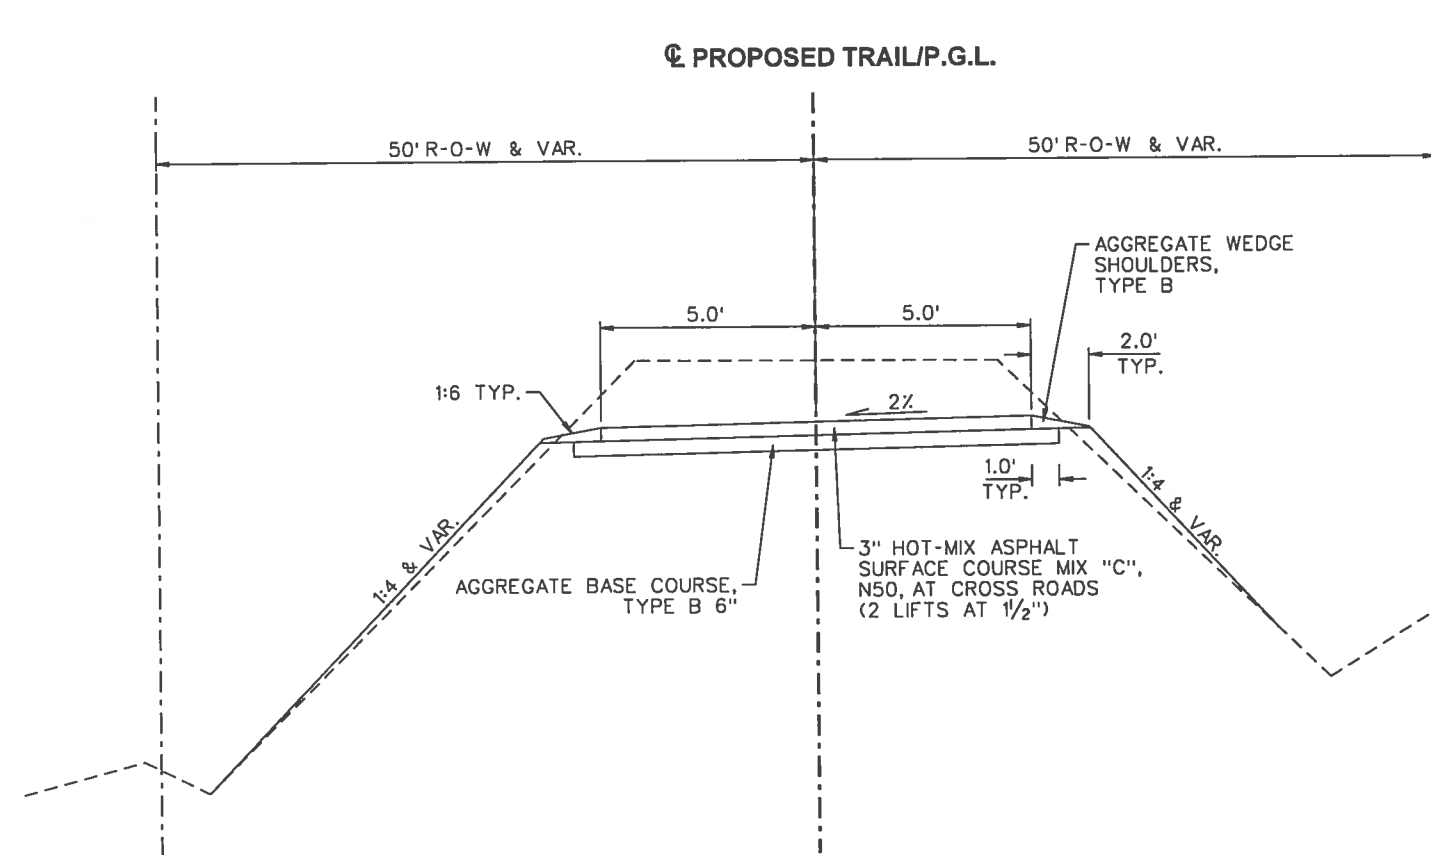 ℄ PROPOSED TRAIL/P.G.L.
50' R-O-W & VAR.
50' R-O-W & VAR.
AGGREGATE WEDGE
SHOULDERS,
TYPE B
5.0'
5.0'
2.0'
TYP.
1:6 TYP.
2%
1.0'
TYP.
1:4 & VAR.
1:4 & VAR.
3" HOT-MIX ASPHALT
SURFACE COURSE MIX "C",
N50, AT CROSS ROADS
(2 LIFTS AT 1½")
AGGREGATE BASE COURSE,
TYPE B 6"